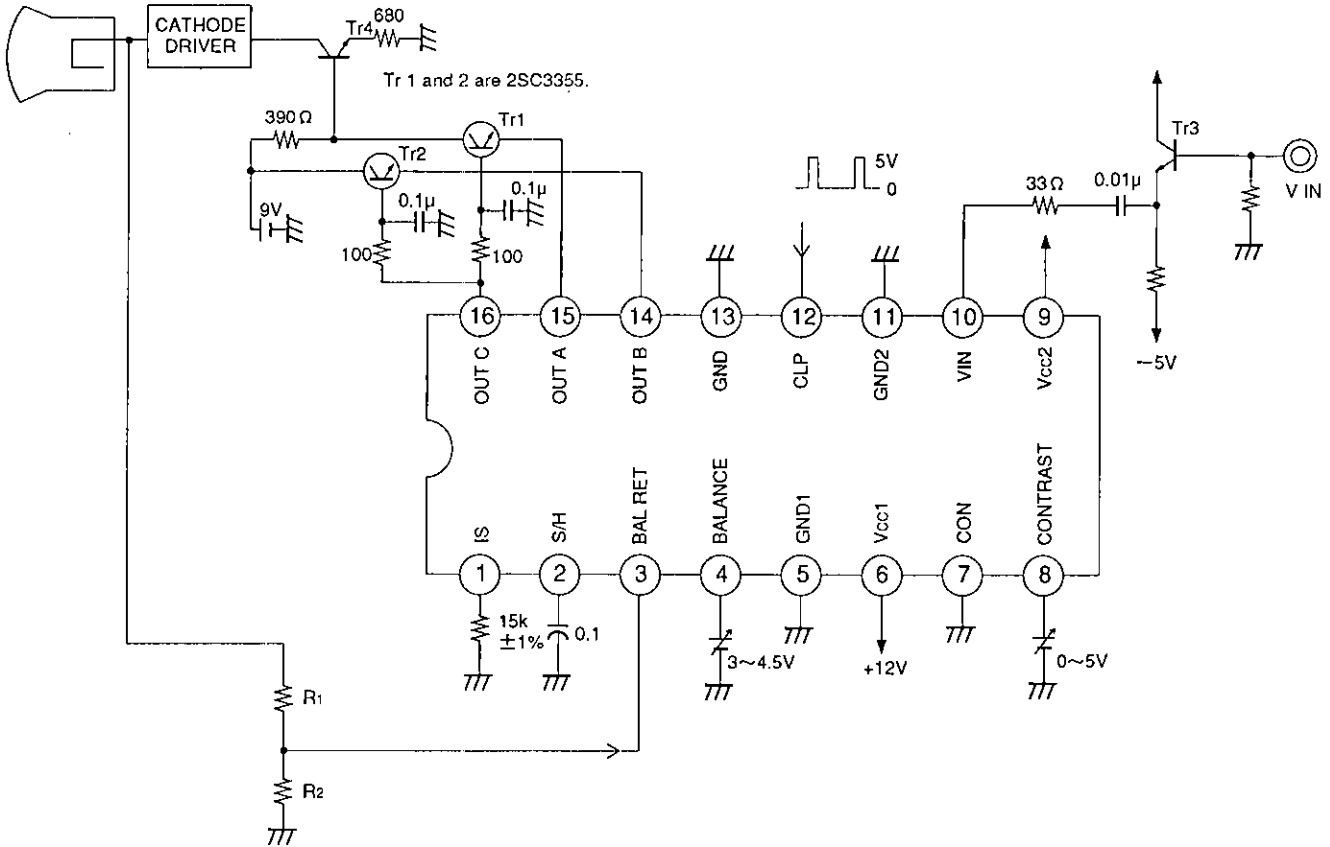 CATHODE
DRIVER
Tr4
680
Tr 1 and 2 are 2SC3355.
390 Ω
Tr1
Tr2
0.1μ
0.1μ
9V
100
100
5V
0
Tr3
V IN
33 Ω
0.01μ
−5V
16 15 14 13 12 11 10 9
OUT C
OUT A
OUT B
GND
CLP
GND2
VIN
Vcc2
IS
S/H
BAL RET
BALANCE
GND1
Vcc1
CON
CONTRAST
1 2 3 4 5 6 7 8
15k
±1%
0.1
3~4.5V
+12V
0~5V
R1
R2